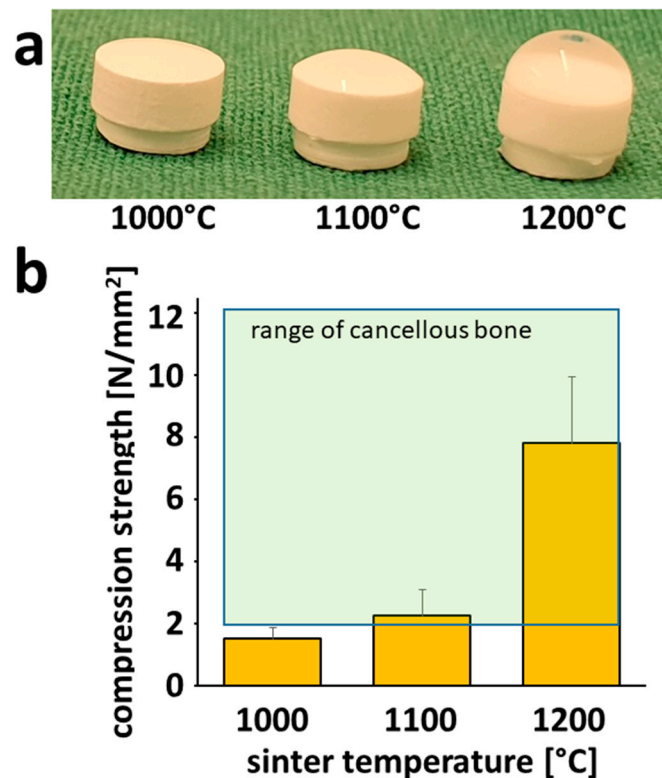 a
1000°C 1100°C 1200°C
b
compression strength [N/mm²]
range of cancellous bone
12
10
8
6
4
2
0
1000 1100 1200
sinter temperature [°C]